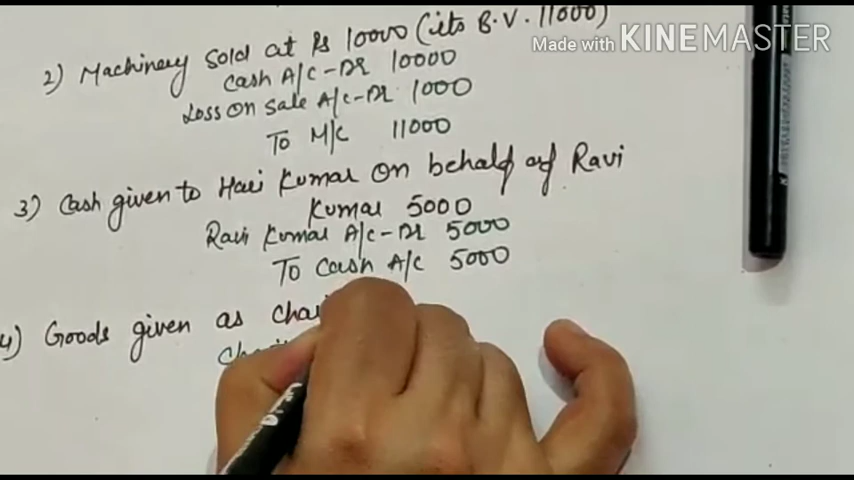 2) Machinery sold at Rs 10000 (its B.V. 11000)
Cash A/c-Dr 10000
Loss on sale A/c-Dr 1000
To M/c 11000
3) Cash given to Hari Kumar on behalf of Ravi
Kumar 5000
Ravi Kumar A/c-Dr 5000
To Cash A/c 5000
4) Goods given as
Made with KINEMASTER